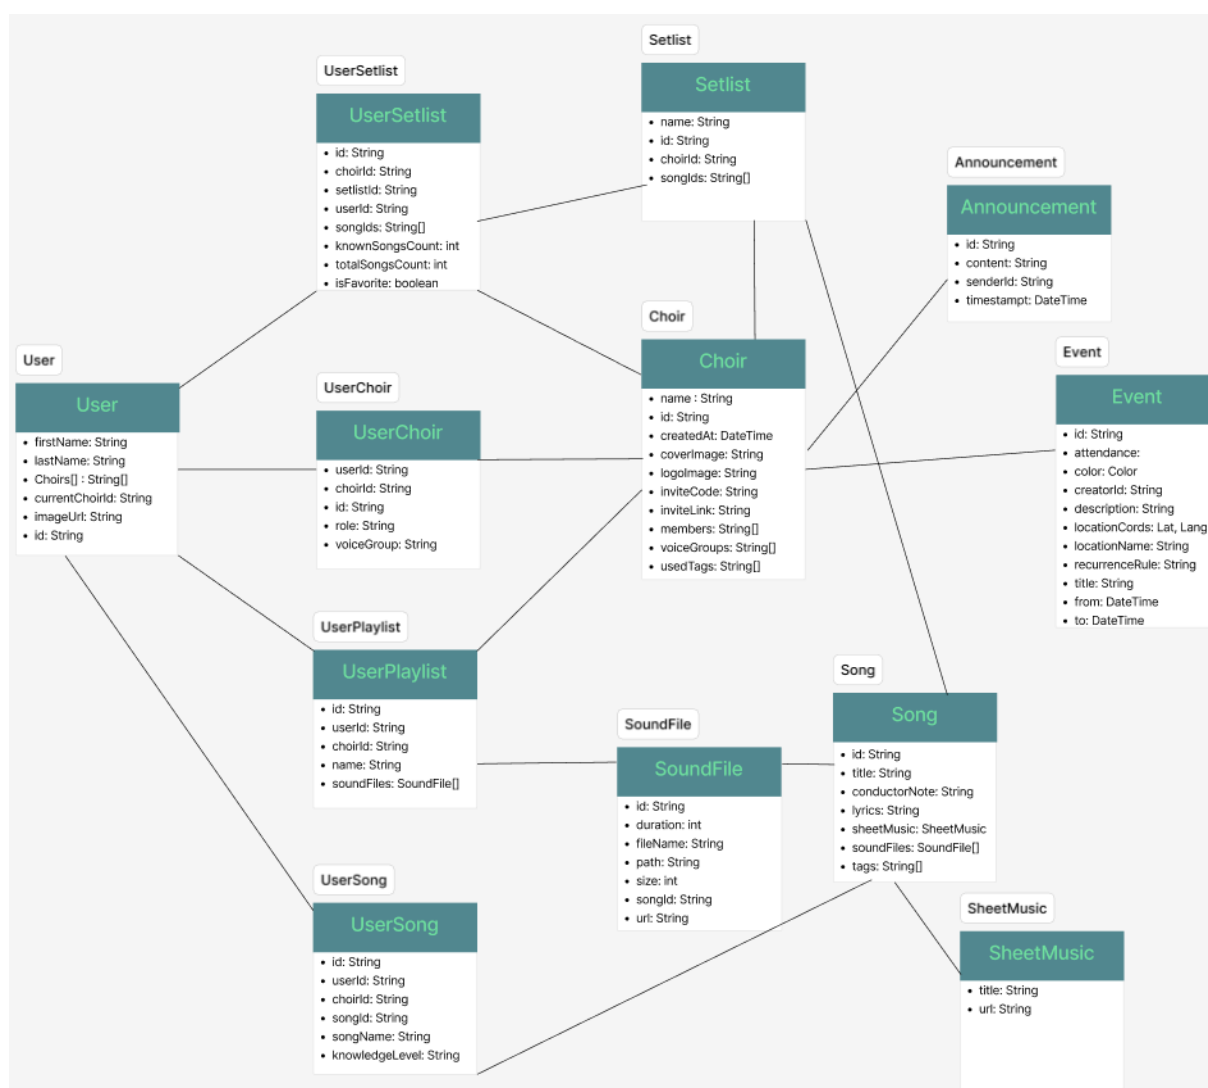 Setlist
Setlist
name: String
id: String
choirId: String
songIds: String[]
UserSetlist
UserSetlist
id: String
choirId: String
setlistId: String
userId: String
songIds: String[]
knownSongsCount: int
totalSongsCount: int
isFavorite: boolean
Announcement
Announcement
id: String
content: String
senderId: String
timestampt: DateTime
User
User
firstName: String
lastName: String
Choirs[] : String[]
currentChoirId: String
imageUrl: String
id: String
UserChoir
UserChoir
userId: String
choirId: String
id: String
role: String
voiceGroup: String
Choir
Choir
name : String
id: String
createdAt: DateTime
coverImage: String
logoImage: String
inviteCode: String
inviteLink: String
members: String[]
voiceGroups: String[]
usedTags: String[]
Event
Event
id: String
attendance:
color: Color
creatorId: String
description: String
locationCords: Lat, Lang
locationName: String
recurrenceRule: String
title: String
from: DateTime
to: DateTime
UserPlaylist
UserPlaylist
id: String
userId: String
choirId: String
name: String
soundFiles: SoundFile[]
SoundFile
SoundFile
id: String
duration: int
fileName: String
path: String
size: int
songId: String
url: String
Song
Song
id: String
title: String
conductorNote: String
lyrics: String
sheetMusic: SheetMusic
soundFiles: SoundFile[]
tags: String[]
UserSong
UserSong
id: String
userId: String
choirId: String
songId: String
songName: String
knowledgeLevel: String
SheetMusic
SheetMusic
title: String
url: String